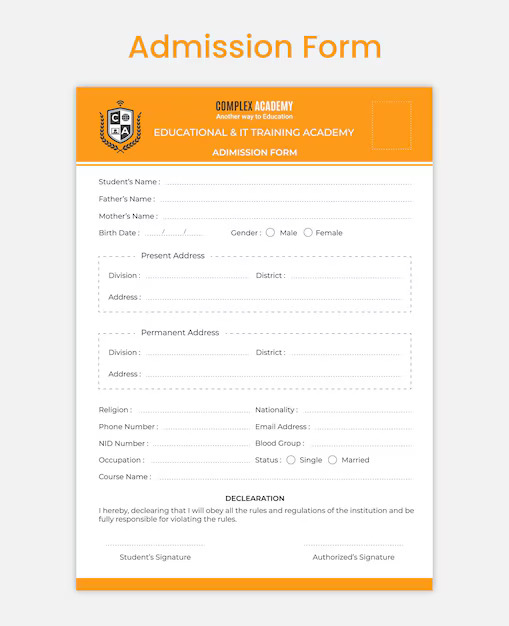 Admission Form
COMPLEX ACADEMY
Another way to Education
C
A
EDUCATIONAL & IT TRAINING ACADEMY
ADIMISSION FORM
Student's Name :
Father's Name :
Mother's Name :
Birth Date : / / Gender : Male Female
Present Address
Division : District :
Address :
Permanent Address
Division : District :
Address :
Religion : Nationality :
Phone Number : Email Address :
NID Number : Blood Group :
Occupation : Status : Single Married
Course Name :
DECLEARATION
I hereby, declearing that I will obey all the rules and regulations of the institution and be
fully responsible for violating the rules.
Student's Signature Authorized's Signature